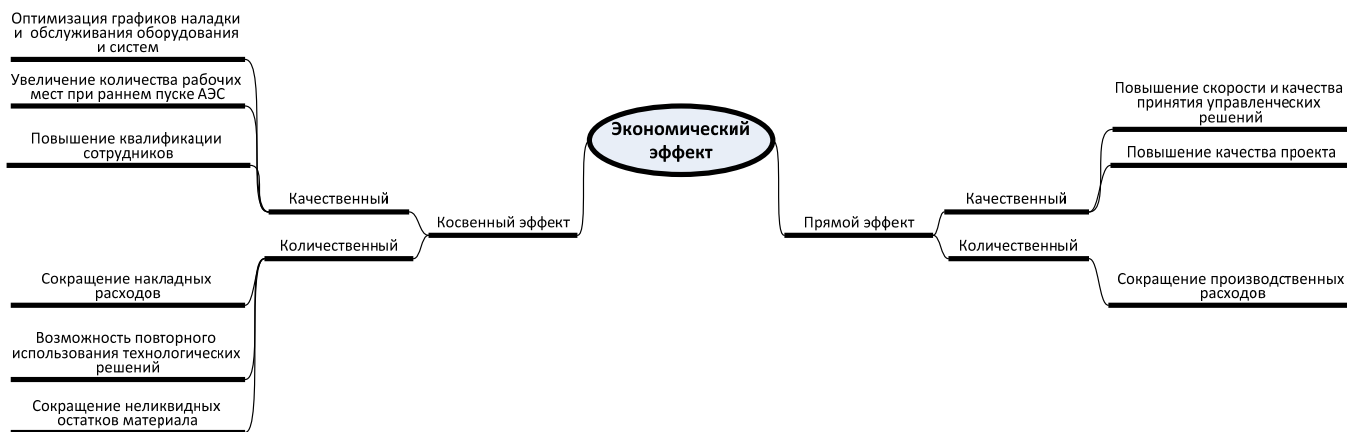 Оптимизация графиков наладки
и обслуживания оборудования
и систем
Увеличение количества рабочих
мест при раннем пуске АЭС
Повышение квалификации
сотрудников
Качественный
Количественный
Сокращение накладных
расходов
Возможность повторного
использования технологических
решений
Сокращение неликвидных
остатков материала
Косвенный эффект
Экономический
эффект
Прямой эффект
Качественный
Количественный
Повышение скорости и качества
принятия управленческих
решений
Повышение качества проекта
Сокращение производственных
расходов